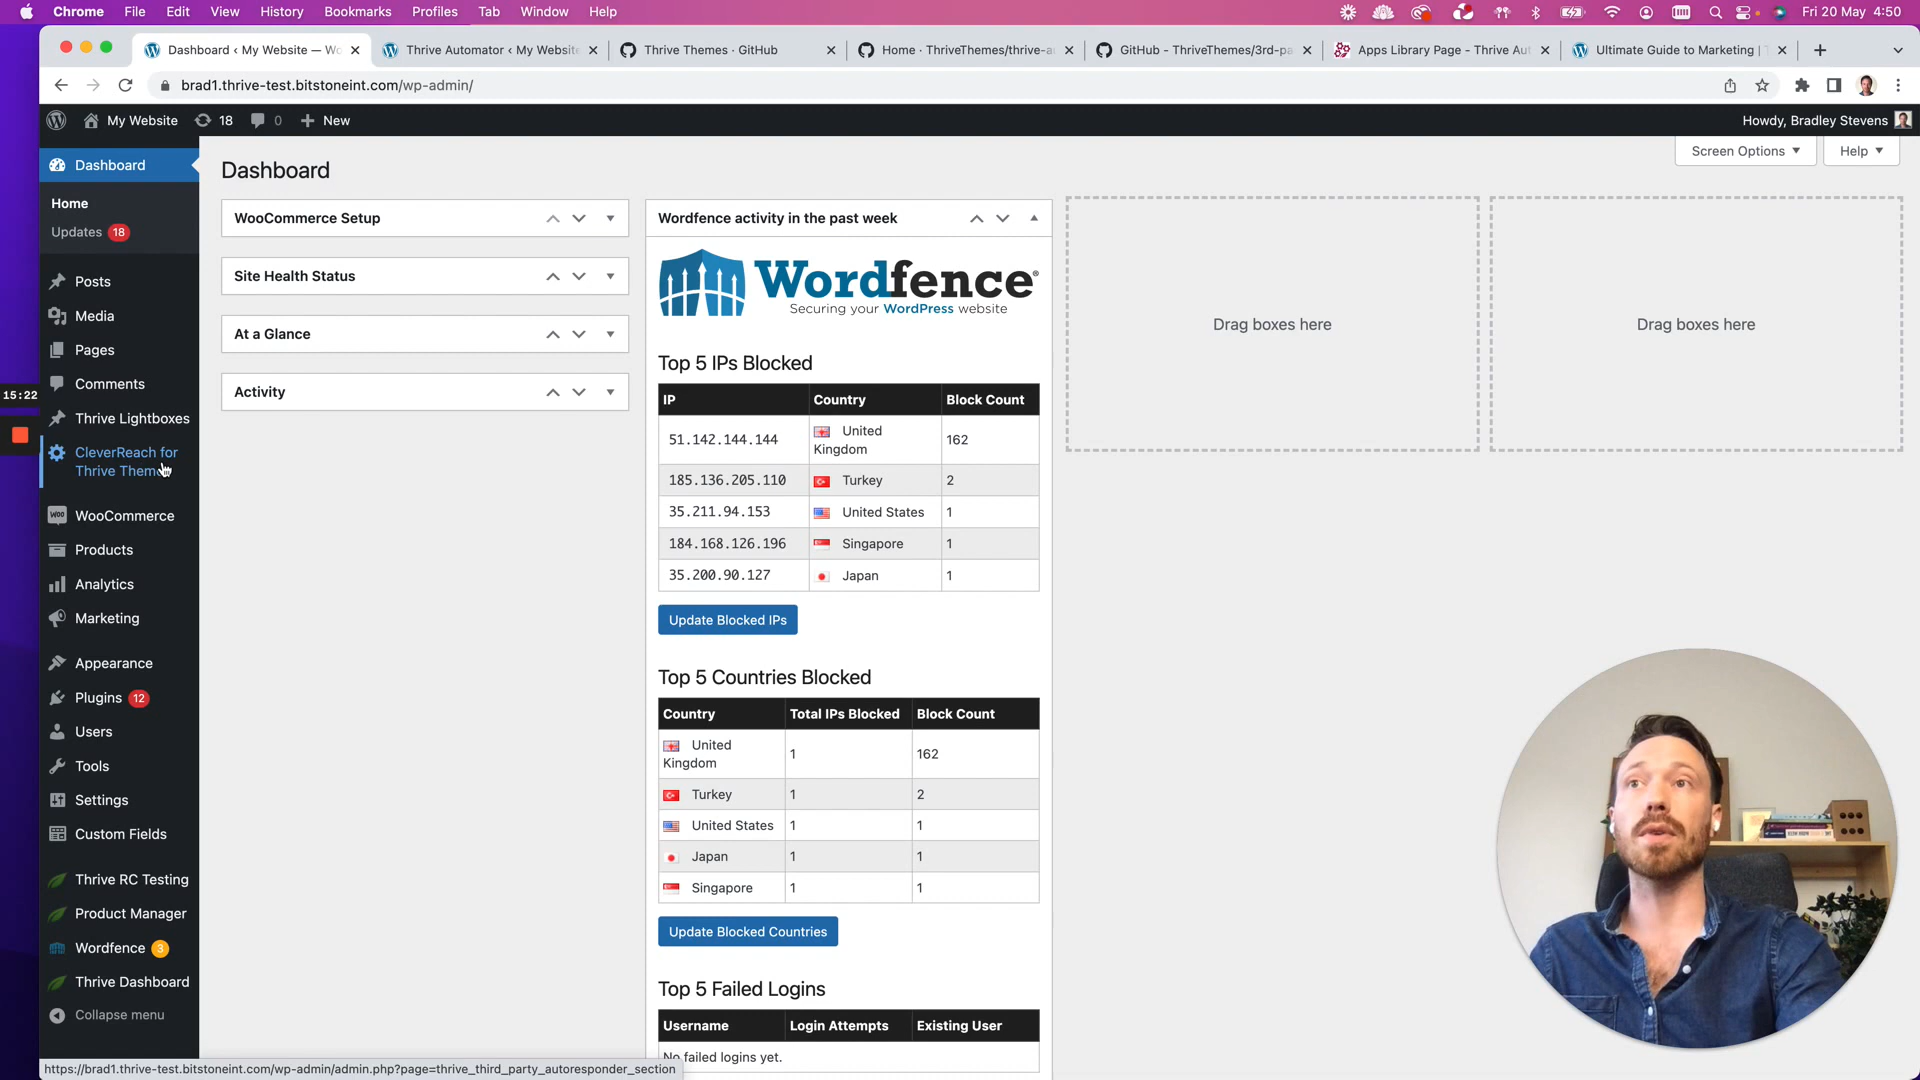 Chrome File Edit View History Bookmarks Profiles Tab Window Help Fri 20 May 4:50
Dashboard ‹ My Website — Wo Thrive Automator ‹ My Website Thrive Themes · GitHub Home · ThriveThemes/thrive-a GitHub - ThriveThemes/3rd-pa Apps Library Page - Thrive Aut Ultimate Guide to Marketing | T
brad1.thrive-test.bitstoneint.com/wp-admin/
My Website 18 0 New Howdy, Bradley Stevens
Screen Options Help
Dashboard
Home
Updates 18
Posts
Media
Pages
Comments
Thrive Lightboxes
CleverReach for
Thrive Theme
WooCommerce
Products
Analytics
Marketing
Appearance
Plugins 12
Users
Tools
Settings
Custom Fields
Thrive RC Testing
Product Manager
Wordfence 3
Thrive Dashboard
Collapse menu
15:22
Dashboard
WooCommerce Setup
Site Health Status
At a Glance
Activity
Wordfence activity in the past week
Wordfence®
Securing your WordPress website
Top 5 IPs Blocked
IP Country Block Count
51.142.144.144 United Kingdom 162
185.136.205.110 Turkey 2
35.211.94.153 United States 1
184.168.126.196 Singapore 1
35.200.90.127 Japan 1
Update Blocked IPs
Top 5 Countries Blocked
Country Total IPs Blocked Block Count
United Kingdom 1 162
Turkey 1 2
United States 1 1
Japan 1 1
Singapore 1 1
Update Blocked Countries
Top 5 Failed Logins
Username Login Attempts Existing User
No failed logins yet.
Drag boxes here
Drag boxes here
https://brad1.thrive-test.bitstoneint.com/wp-admin/admin.php?page=thrive_third_party_autoresponder_section